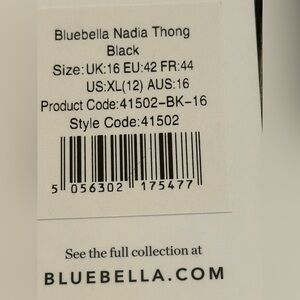 Bluebella Nadia Thong
Black
Size:UK:16 EU:42 FR:44
US:XL(12) AUS:16
Product Code:41502-BK-16
Style Code:41502
5 056302 175477
See the full collection at
BLUEBELLA.COM